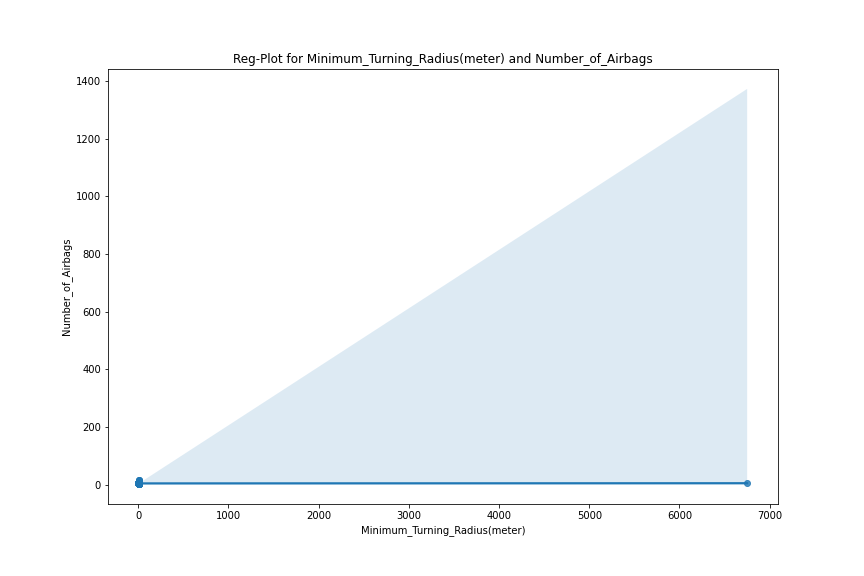 Reg-Plot for Minimum_Turning_Radius(meter) and Number_of_Airbags
1400
1200
1000
800
600
400
200
0
Number_of_Airbags
0 1000 2000 3000 4000 5000 6000 7000
Minimum_Turning_Radius(meter)